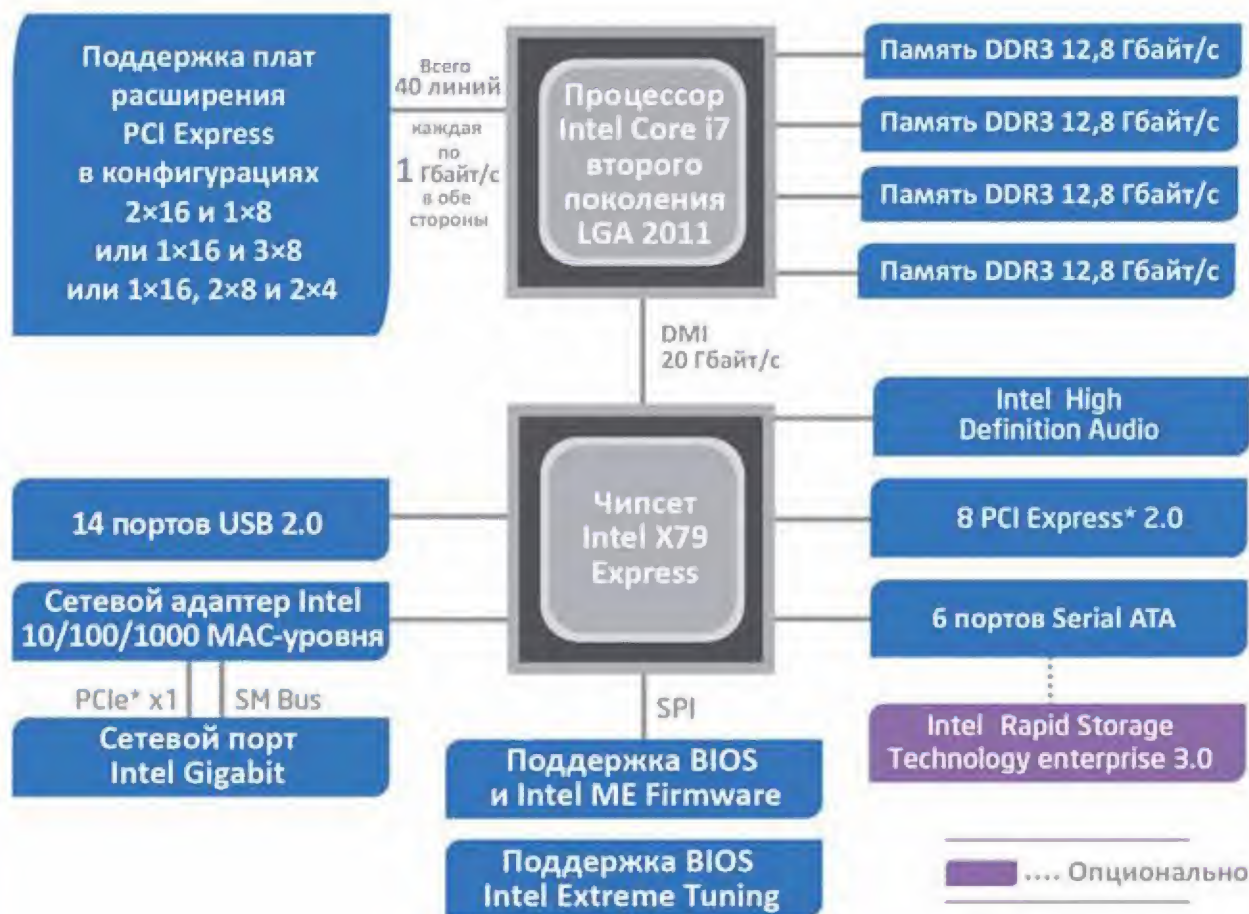 Поддержка плат
расширения
PCI Express
в конфигурациях
2×16 и 1×8
или 1×16 и 3×8
или 1×16, 2×8 и 2×4
Всего
40 линий
каждая
по
1 Гбайт/с
в обе
стороны
Процессор
Intel Core i7
второго
поколения
LGA 2011
Память DDR3 12,8 Гбайт/с
Память DDR3 12,8 Гбайт/с
Память DDR3 12,8 Гбайт/с
Память DDR3 12,8 Гбайт/с
DMI
20 Гбайт/с
Чипсет
Intel X79
Express
Intel High
Definition Audio
8 PCI Express* 2.0
6 портов Serial ATA
Intel Rapid Storage
Technology enterprise 3.0
14 портов USB 2.0
Сетевой адаптер Intel
10/100/1000 MAC-уровня
PCIe* x1
SM Bus
Сетевой порт
Intel Gigabit
SPI
Поддержка BIOS
и Intel ME Firmware
Поддержка BIOS
Intel Extreme Tuning
.... Опционально